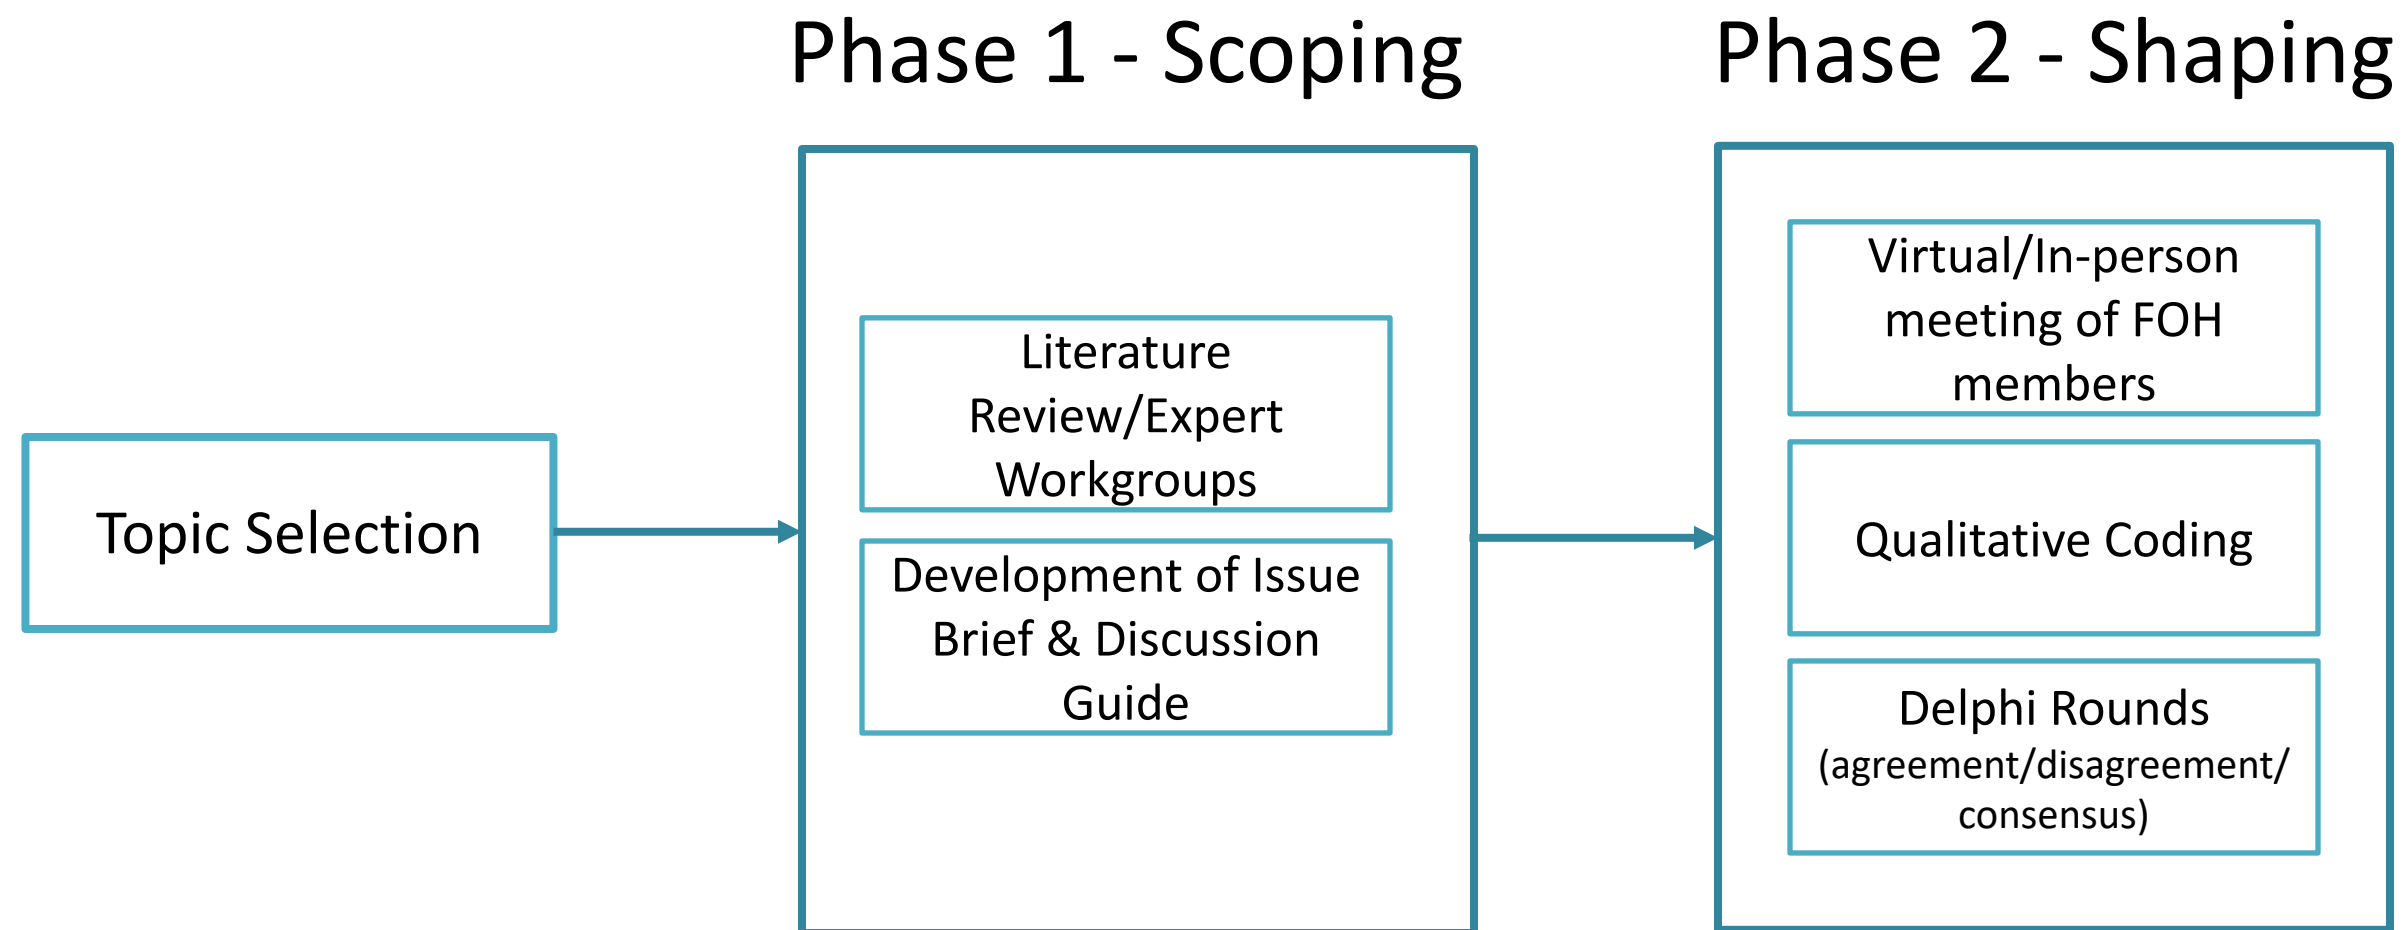 Phase 1 - Scoping
Phase 2 - Shaping
Topic Selection
Literature
Review/Expert
Workgroups
Development of Issue
Brief & Discussion
Guide
Virtual/In-person
meeting of FOH
members
Qualitative Coding
Delphi Rounds
(agreement/disagreement/
consensus)